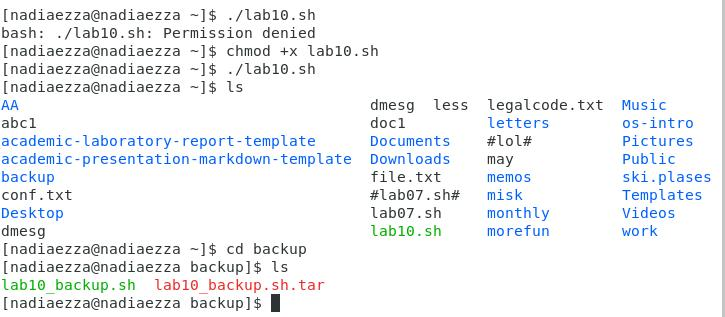 [nadiaezza@nadiaezza ~]$ ./lab10.sh
bash: ./lab10.sh: Permission denied
[nadiaezza@nadiaezza ~]$ chmod +x lab10.sh
[nadiaezza@nadiaezza ~]$ ./lab10.sh
[nadiaezza@nadiaezza ~]$ ls
AA                                       dmesg  less  legalcode.txt  Music
abc1                                     doc1         letters        os-intro
academic-laboratory-report-template      Documents    #lol#          Pictures
academic-presentation-markdown-template  Downloads    may            Public
backup                                   file.txt     memos          ski.plases
conf.txt                                 #lab07.sh#   misk           Templates
Desktop                                  lab07.sh     monthly        Videos
dmesg                                    lab10.sh     morefun        work
[nadiaezza@nadiaezza ~]$ cd backup
[nadiaezza@nadiaezza backup]$ ls
lab10_backup.sh  lab10_backup.sh.tar
[nadiaezza@nadiaezza backup]$